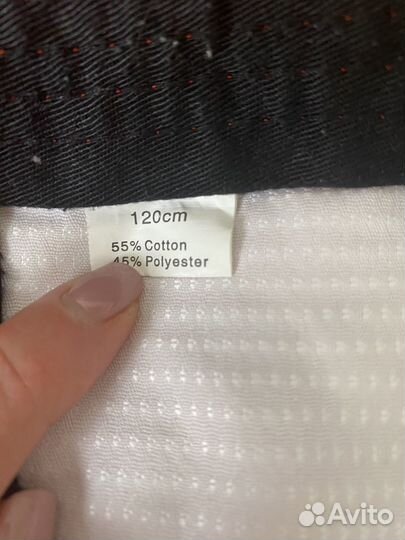 120cm
55% Cotton
45% Polyester
Avito